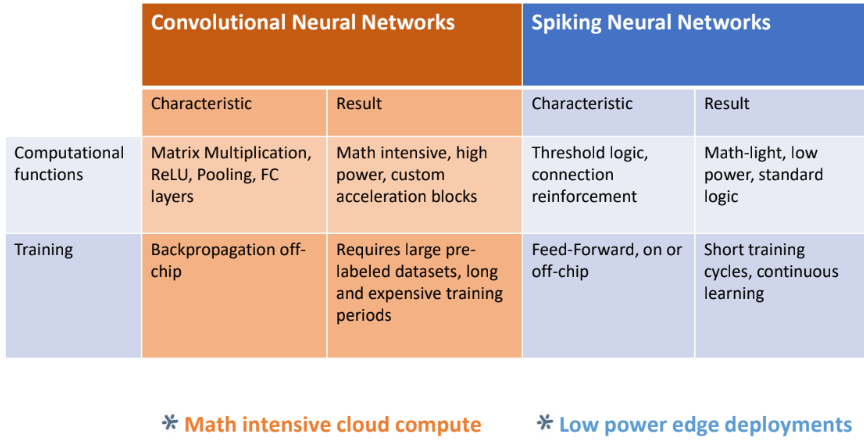 Convolutional Neural Networks
Spiking Neural Networks
Characteristic
Result
Characteristic
Result
Computational
functions
Matrix Multiplication,
ReLU, Pooling, FC
layers
Math intensive, high
power, custom
acceleration blocks
Threshold logic,
connection
reinforcement
Math-light, low
power, standard
logic
Training
Backpropagation off-
chip
Requires large pre-
labeled datasets, long
and expensive training
periods
Feed-Forward, on or
off-chip
Short training
cycles, continuous
learning
* Math intensive cloud compute
* Low power edge deployments